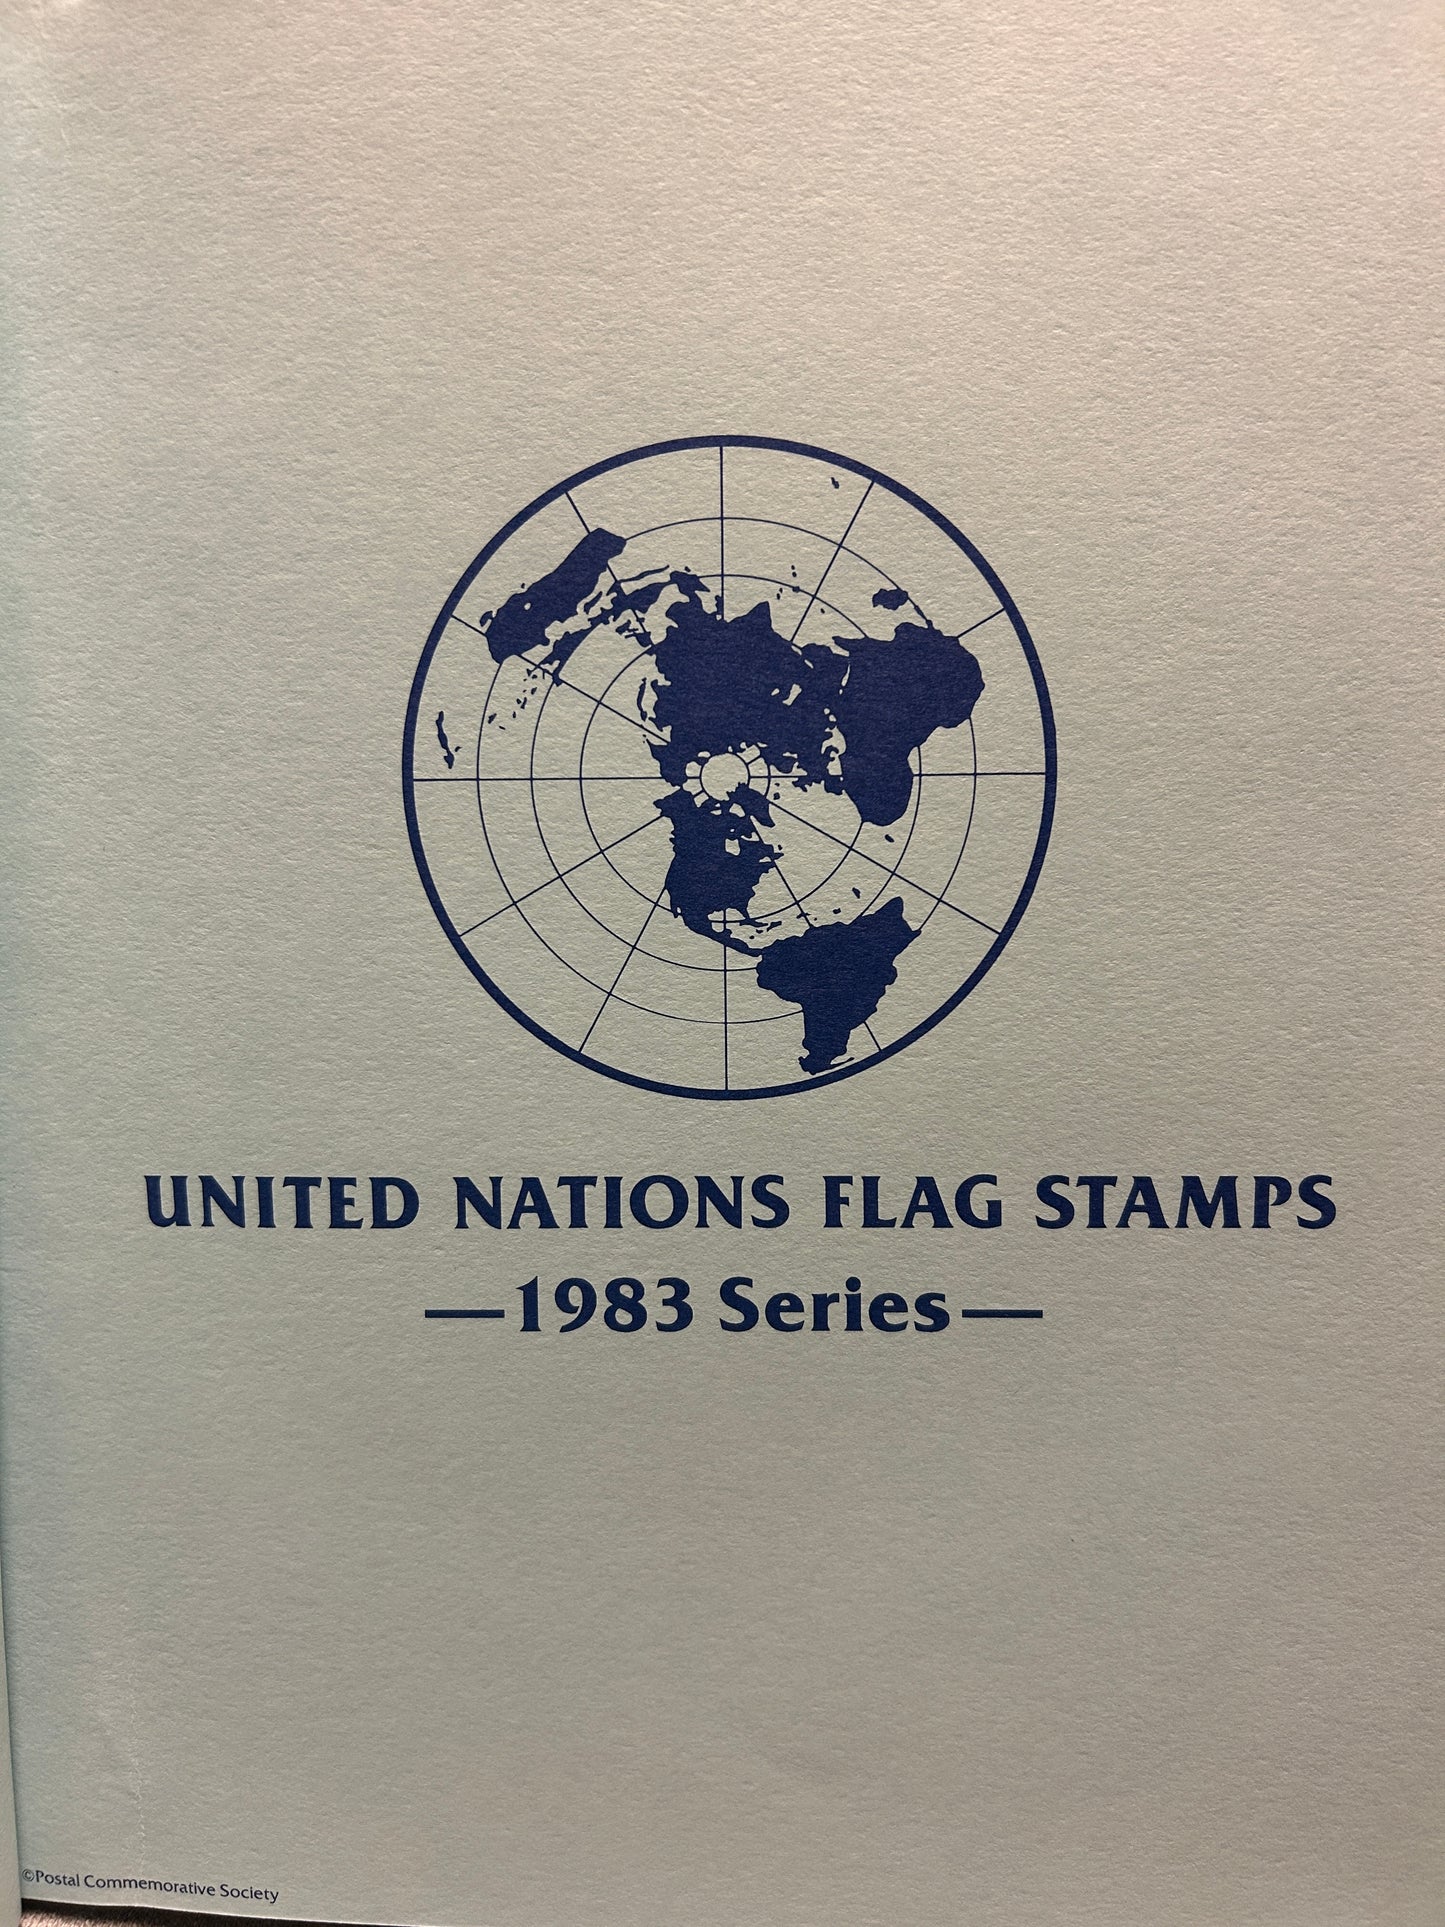 UNITED NATIONS FLAG STAMPS
—1983 Series—
©Postal Commemorative Society